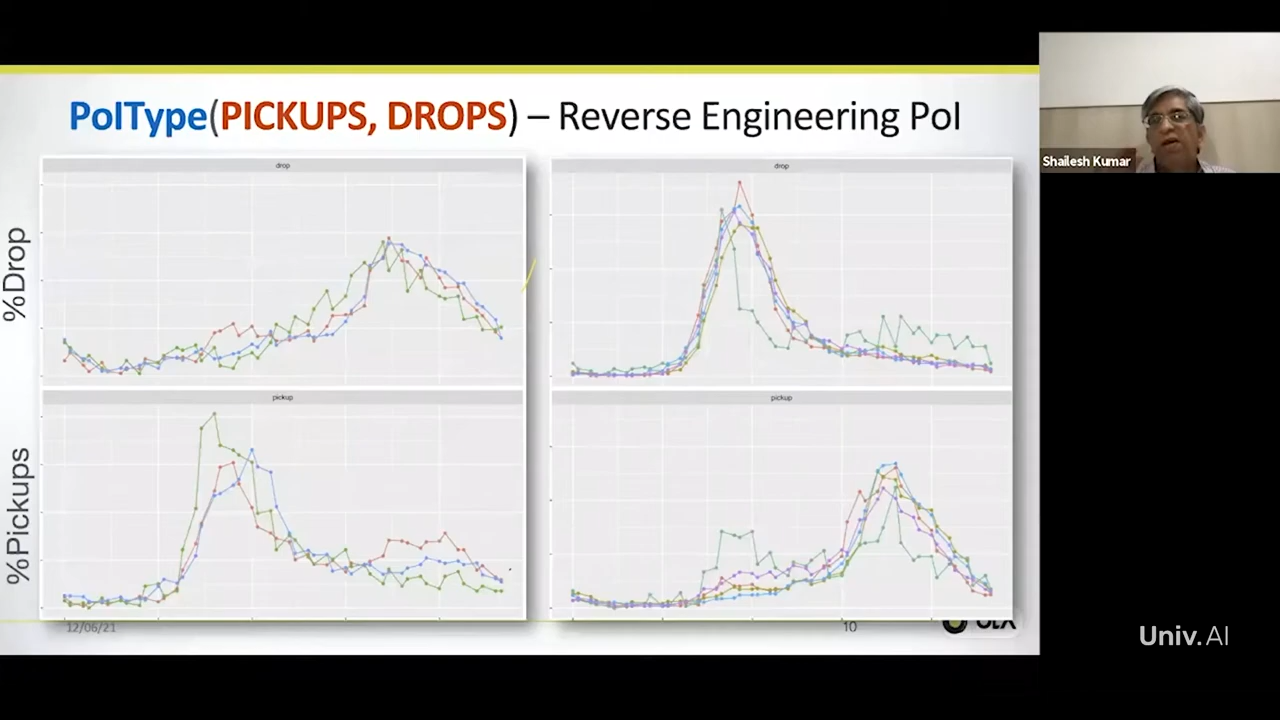 PoIType(PICKUPS, DROPS) – Reverse Engineering PoI
Shailesh Kumar
drop
drop
%Drop
pickup
pickup
%Pickups
12/06/21
10
OLA
Univ.AI